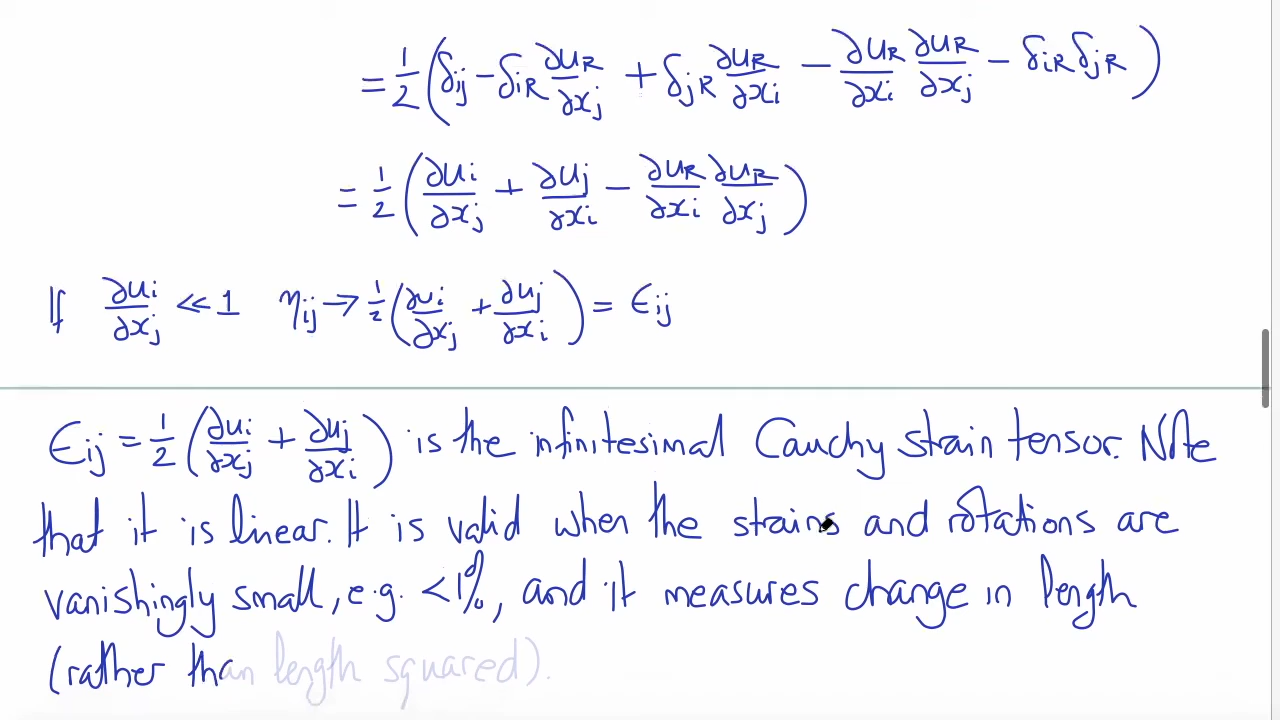 = 1/2 (δij − δiR ∂uR/∂xj + δjR ∂uR/∂xi − ∂uR/∂xi ∂uR/∂xj − δiR δjR)
= 1/2 (∂ui/∂xj + ∂uj/∂xi − ∂uR/∂xi ∂uR/∂xj)
If ∂ui/∂xj ≪ 1 ηij → 1/2 (∂ui/∂xj + ∂uj/∂xi) = ϵij
ϵij = 1/2 (∂ui/∂xj + ∂uj/∂xi) is the infinitesimal Cauchy strain tensor. Note
that it is linear. It is valid when the strains and rotations are
vanishingly small, e.g. <1%, and it measures change in length
(rather than length squared).